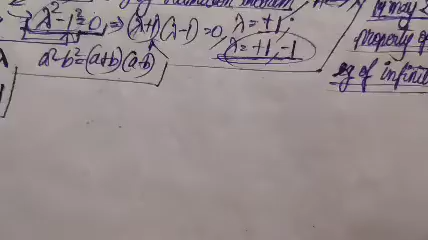 λ²-1²=0 ⇒ (λ+1)(λ-1)=0, λ=±1;
a²-b²=(a+b)(a-b)
λ=+1,-1
property of
eg of infinit